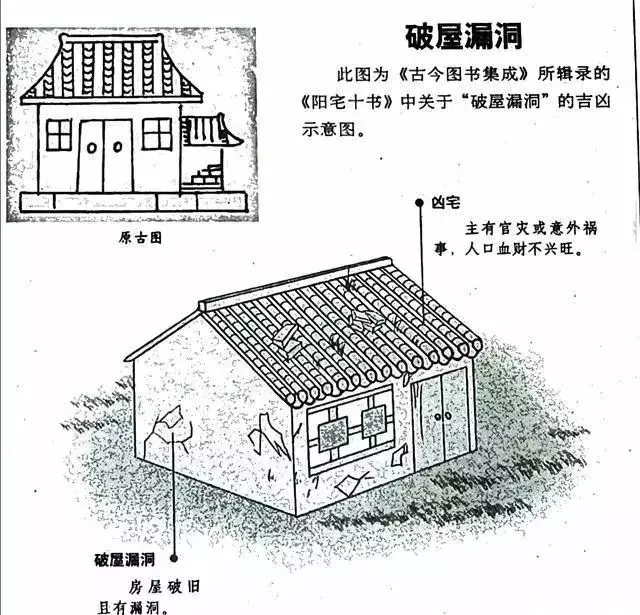 破屋漏洞
此图为《古今图书集成》所辑录的
《阳宅十书》中关于“破屋漏洞”的吉凶
示意图。
原古图
凶宅
主有官灾或意外祸
事，人口血财不兴旺。
破屋漏洞
房屋破旧
且有漏洞。